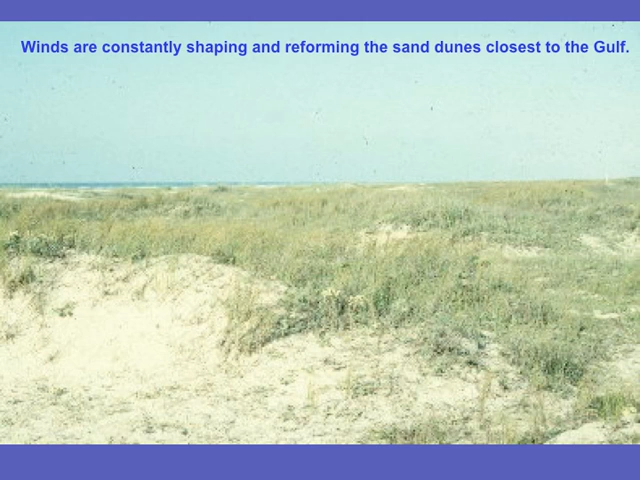 Winds are constantly shaping and reforming the sand dunes closest to the Gulf.